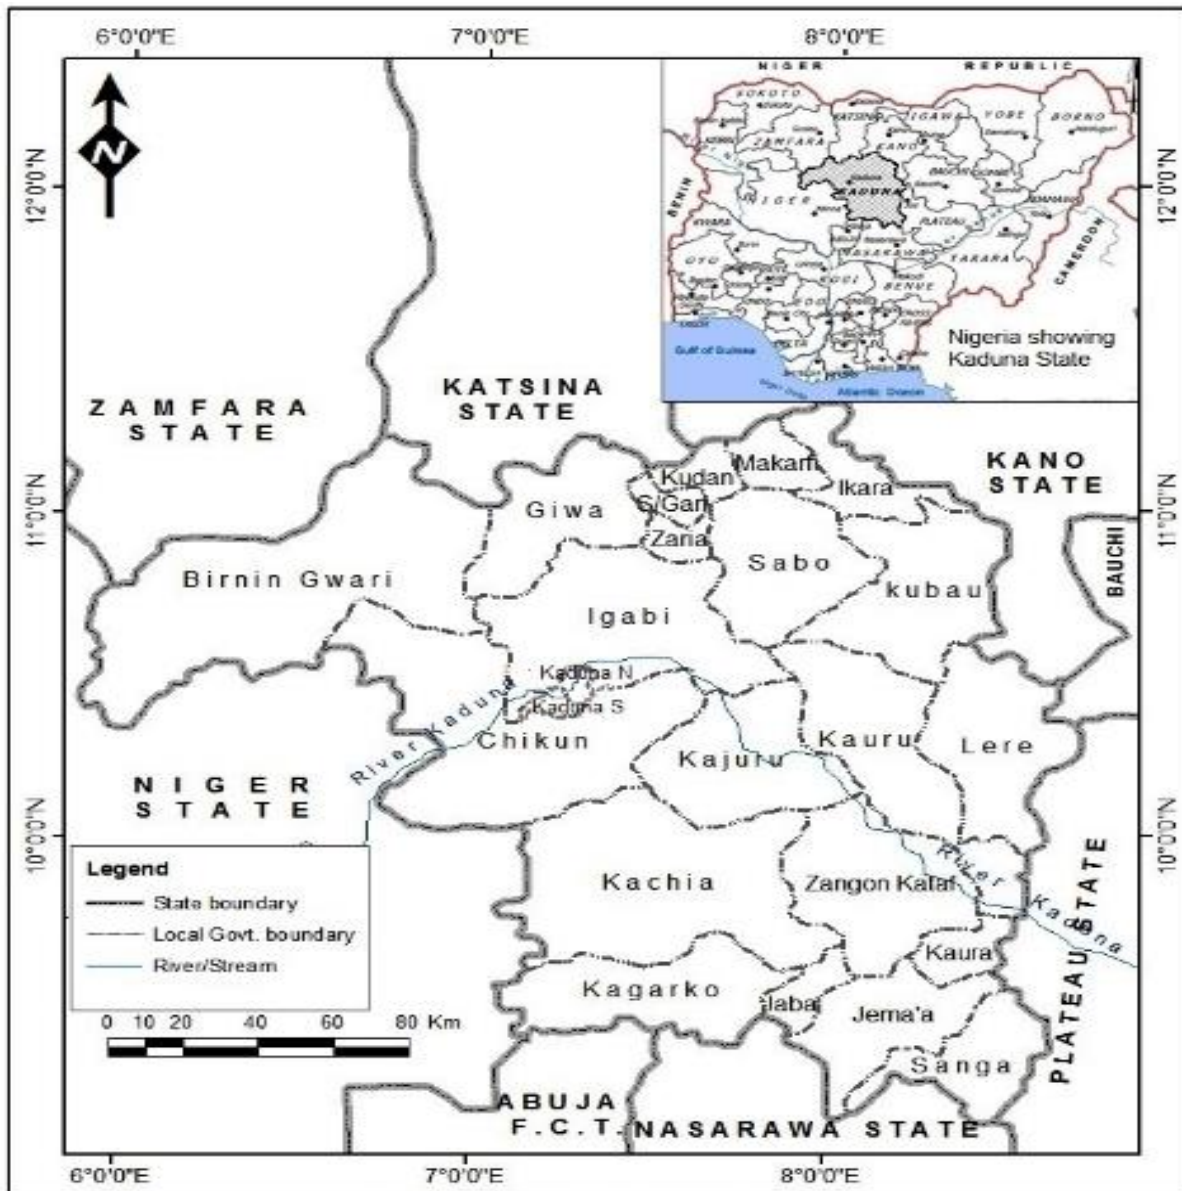 6°0'0"E 7°0'0"E 8°0'0"E
N
12°0'0"N
12°0'0"N
NIGER REPUBLIC
SOKOTO
KATSINA
YOBE
BORNO
ZAMFARA
KANO
BAUCHI
KADUNA
NIGER
BENIN
KWARA
PLATEAU
NASARAWA
TARABA
CAMEROON
OYO
KOGI
BENUE
EDO
Gulf of Guinea
Atlantic Ocean
Nigeria showing
Kaduna State
ZAMFARA
STATE
KATSINA
STATE
KANO
STATE
BAUCHI
11°0'0"N
11°0'0"N
Kudan
Makarfi
Ikara
Giwa
S/Gari
Zaria
Sabo
kubau
Birnin Gwari
Igabi
Kaduna N
Kaduna S
River Kaduna
Chikun
Kajuru
Kauru
Lere
NIGER
STATE
10°0'0"N
10°0'0"N
Kachia
Zangon Kataf
River Kaduna
PLATEAU STATE
Kaura
Kagarko
Jaba
Jema'a
Sanga
Legend
State boundary
Local Govt. boundary
River/Stream
0 10 20 40 60 80 Km
ABUJA
F.C.T.
NASARAWA STATE
6°0'0"E 7°0'0"E 8°0'0"E